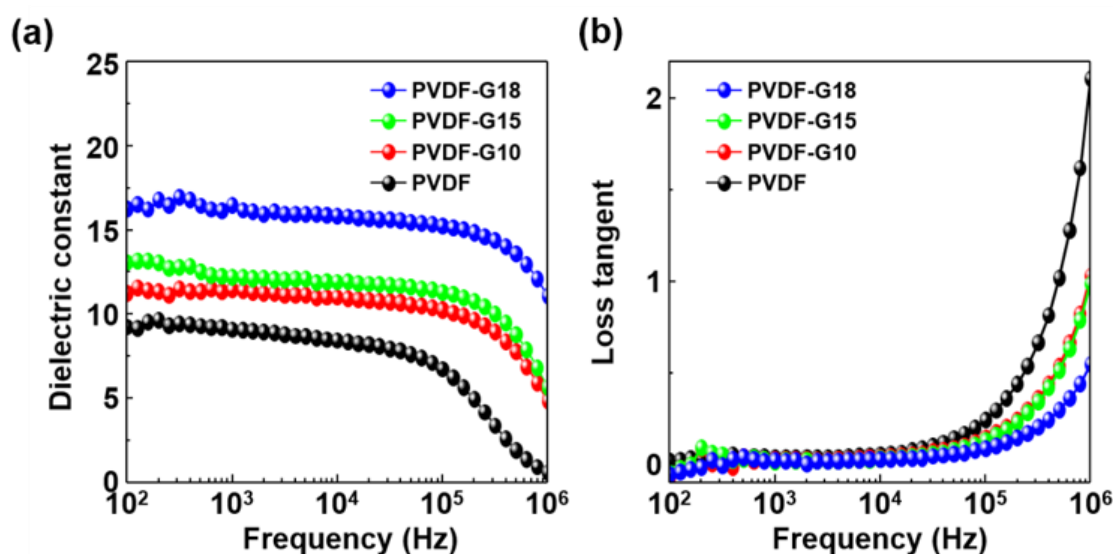 (a)
Dielectric constant
25
20
15
10
5
0
PVDF-G18
PVDF-G15
PVDF-G10
PVDF
10² 10³ 10⁴ 10⁵ 10⁶
Frequency (Hz)
(b)
Loss tangent
2
1
0
PVDF-G18
PVDF-G15
PVDF-G10
PVDF
10² 10³ 10⁴ 10⁵ 10⁶
Frequency (Hz)